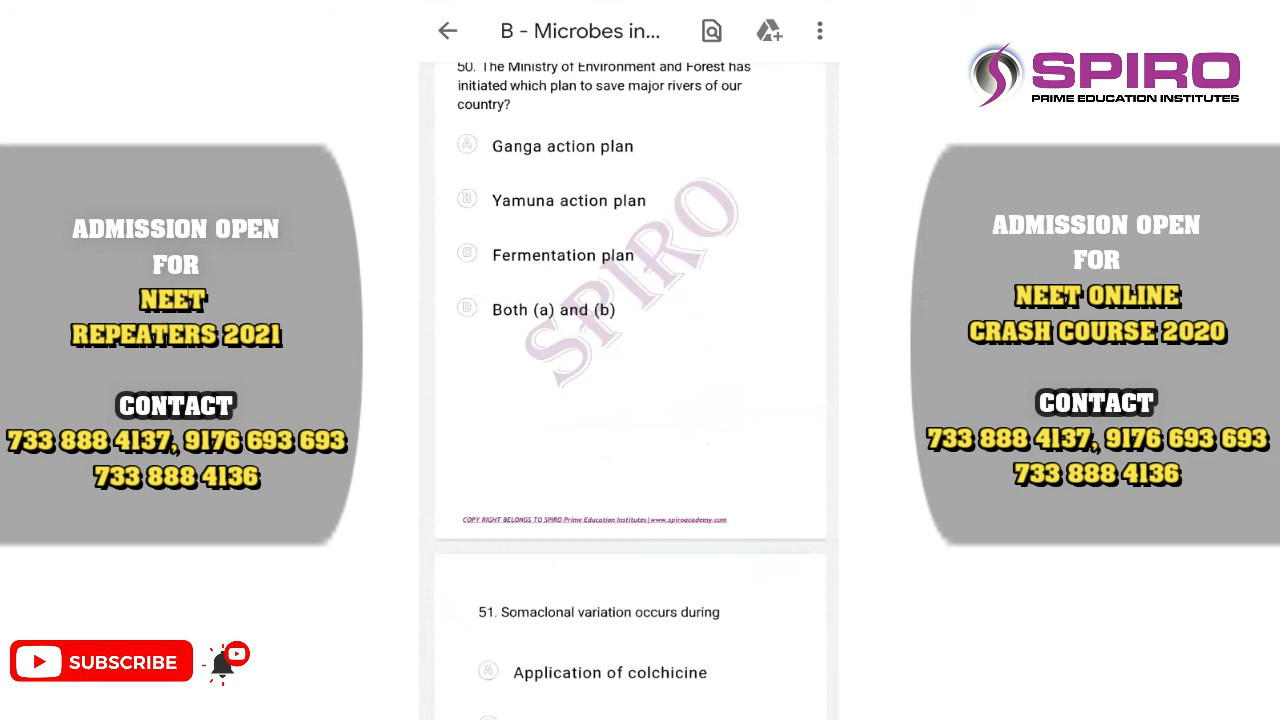 B - Microbes in...
50. The Ministry of Environment and Forest has
initiated which plan to save major rivers of our
country?
A Ganga action plan
B Yamuna action plan
Fermentation plan
D Both (a) and (b)
SPIRO
COPY RIGHT BELONGS TO SPIRO Prime Education Institutes|www.spiroacademy.com
51. Somaclonal variation occurs during
A Application of colchicine
ADMISSION OPEN
FOR
NEET
REPEATERS 2021
CONTACT
733 888 4137, 9176 693 693
733 888 4136
SUBSCRIBE
SPIRO
PRIME EDUCATION INSTITUTES
ADMISSION OPEN
FOR
NEET ONLINE
CRASH COURSE 2020
CONTACT
733 888 4137, 9176 693 693
733 888 4136